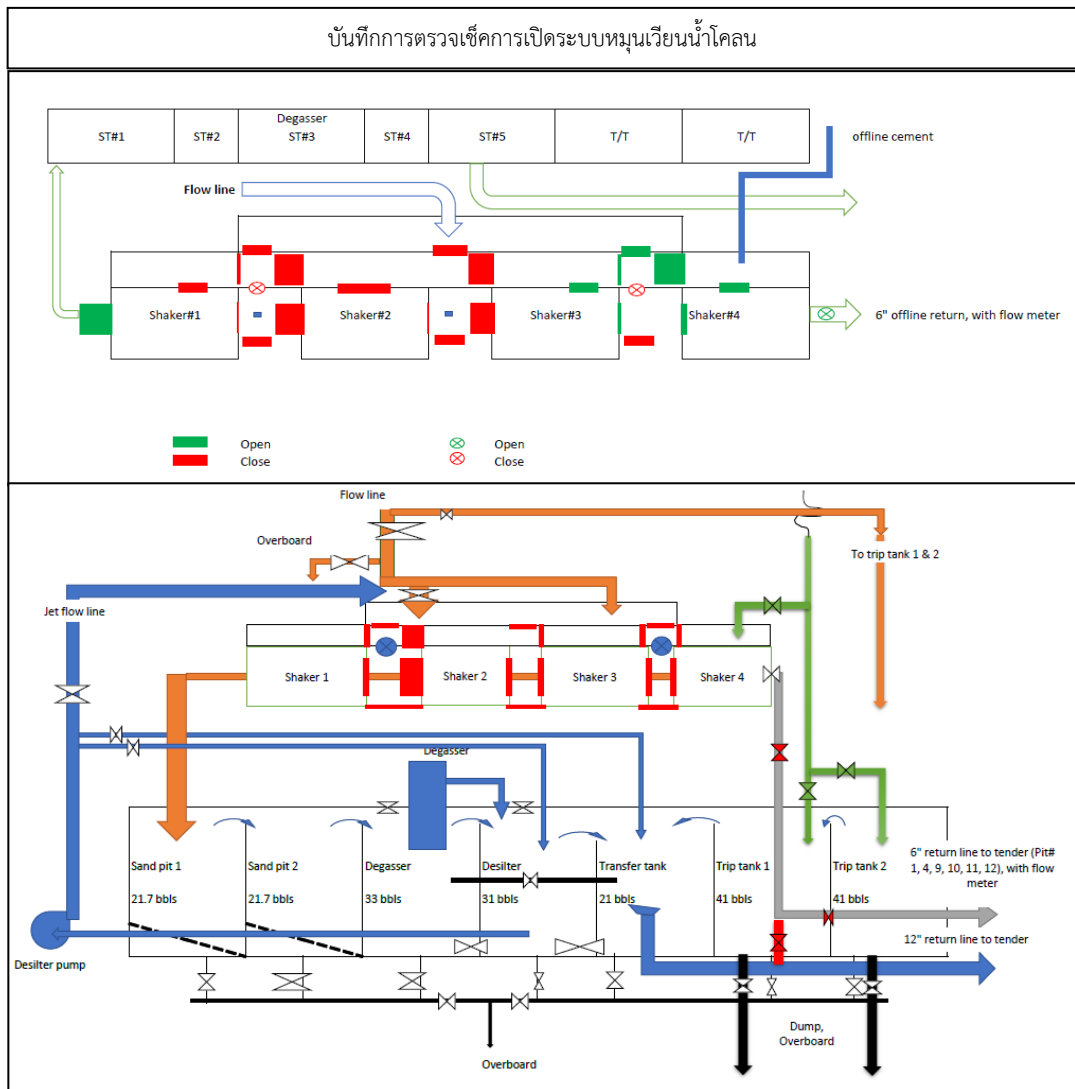 บันทึกการตรวจเช็คการเปิดระบบหมุนเวียนน้ำโคลน
Degasser
ST#1 ST#2 ST#3 ST#4 ST#5 T/T T/T
offline cement
Flow line
Shaker#1 Shaker#2 Shaker#3 Shaker#4
6" offline return, with flow meter
Open Open
Close Close
Flow line
Overboard
To trip tank 1 & 2
Jet flow line
Shaker 1 Shaker 2 Shaker 3 Shaker 4
Degasser
Sand pit 1 Sand pit 2 Degasser Desilter Transfer tank Trip tank 1 Trip tank 2
21.7 bbls 21.7 bbls 33 bbls 31 bbls 21 bbls 41 bbls 41 bbls
6" return line to tender (Pit#
1, 4, 9, 10, 11, 12), with flow
meter
12" return line to tender
Desilter pump
Dump,
Overboard
Overboard